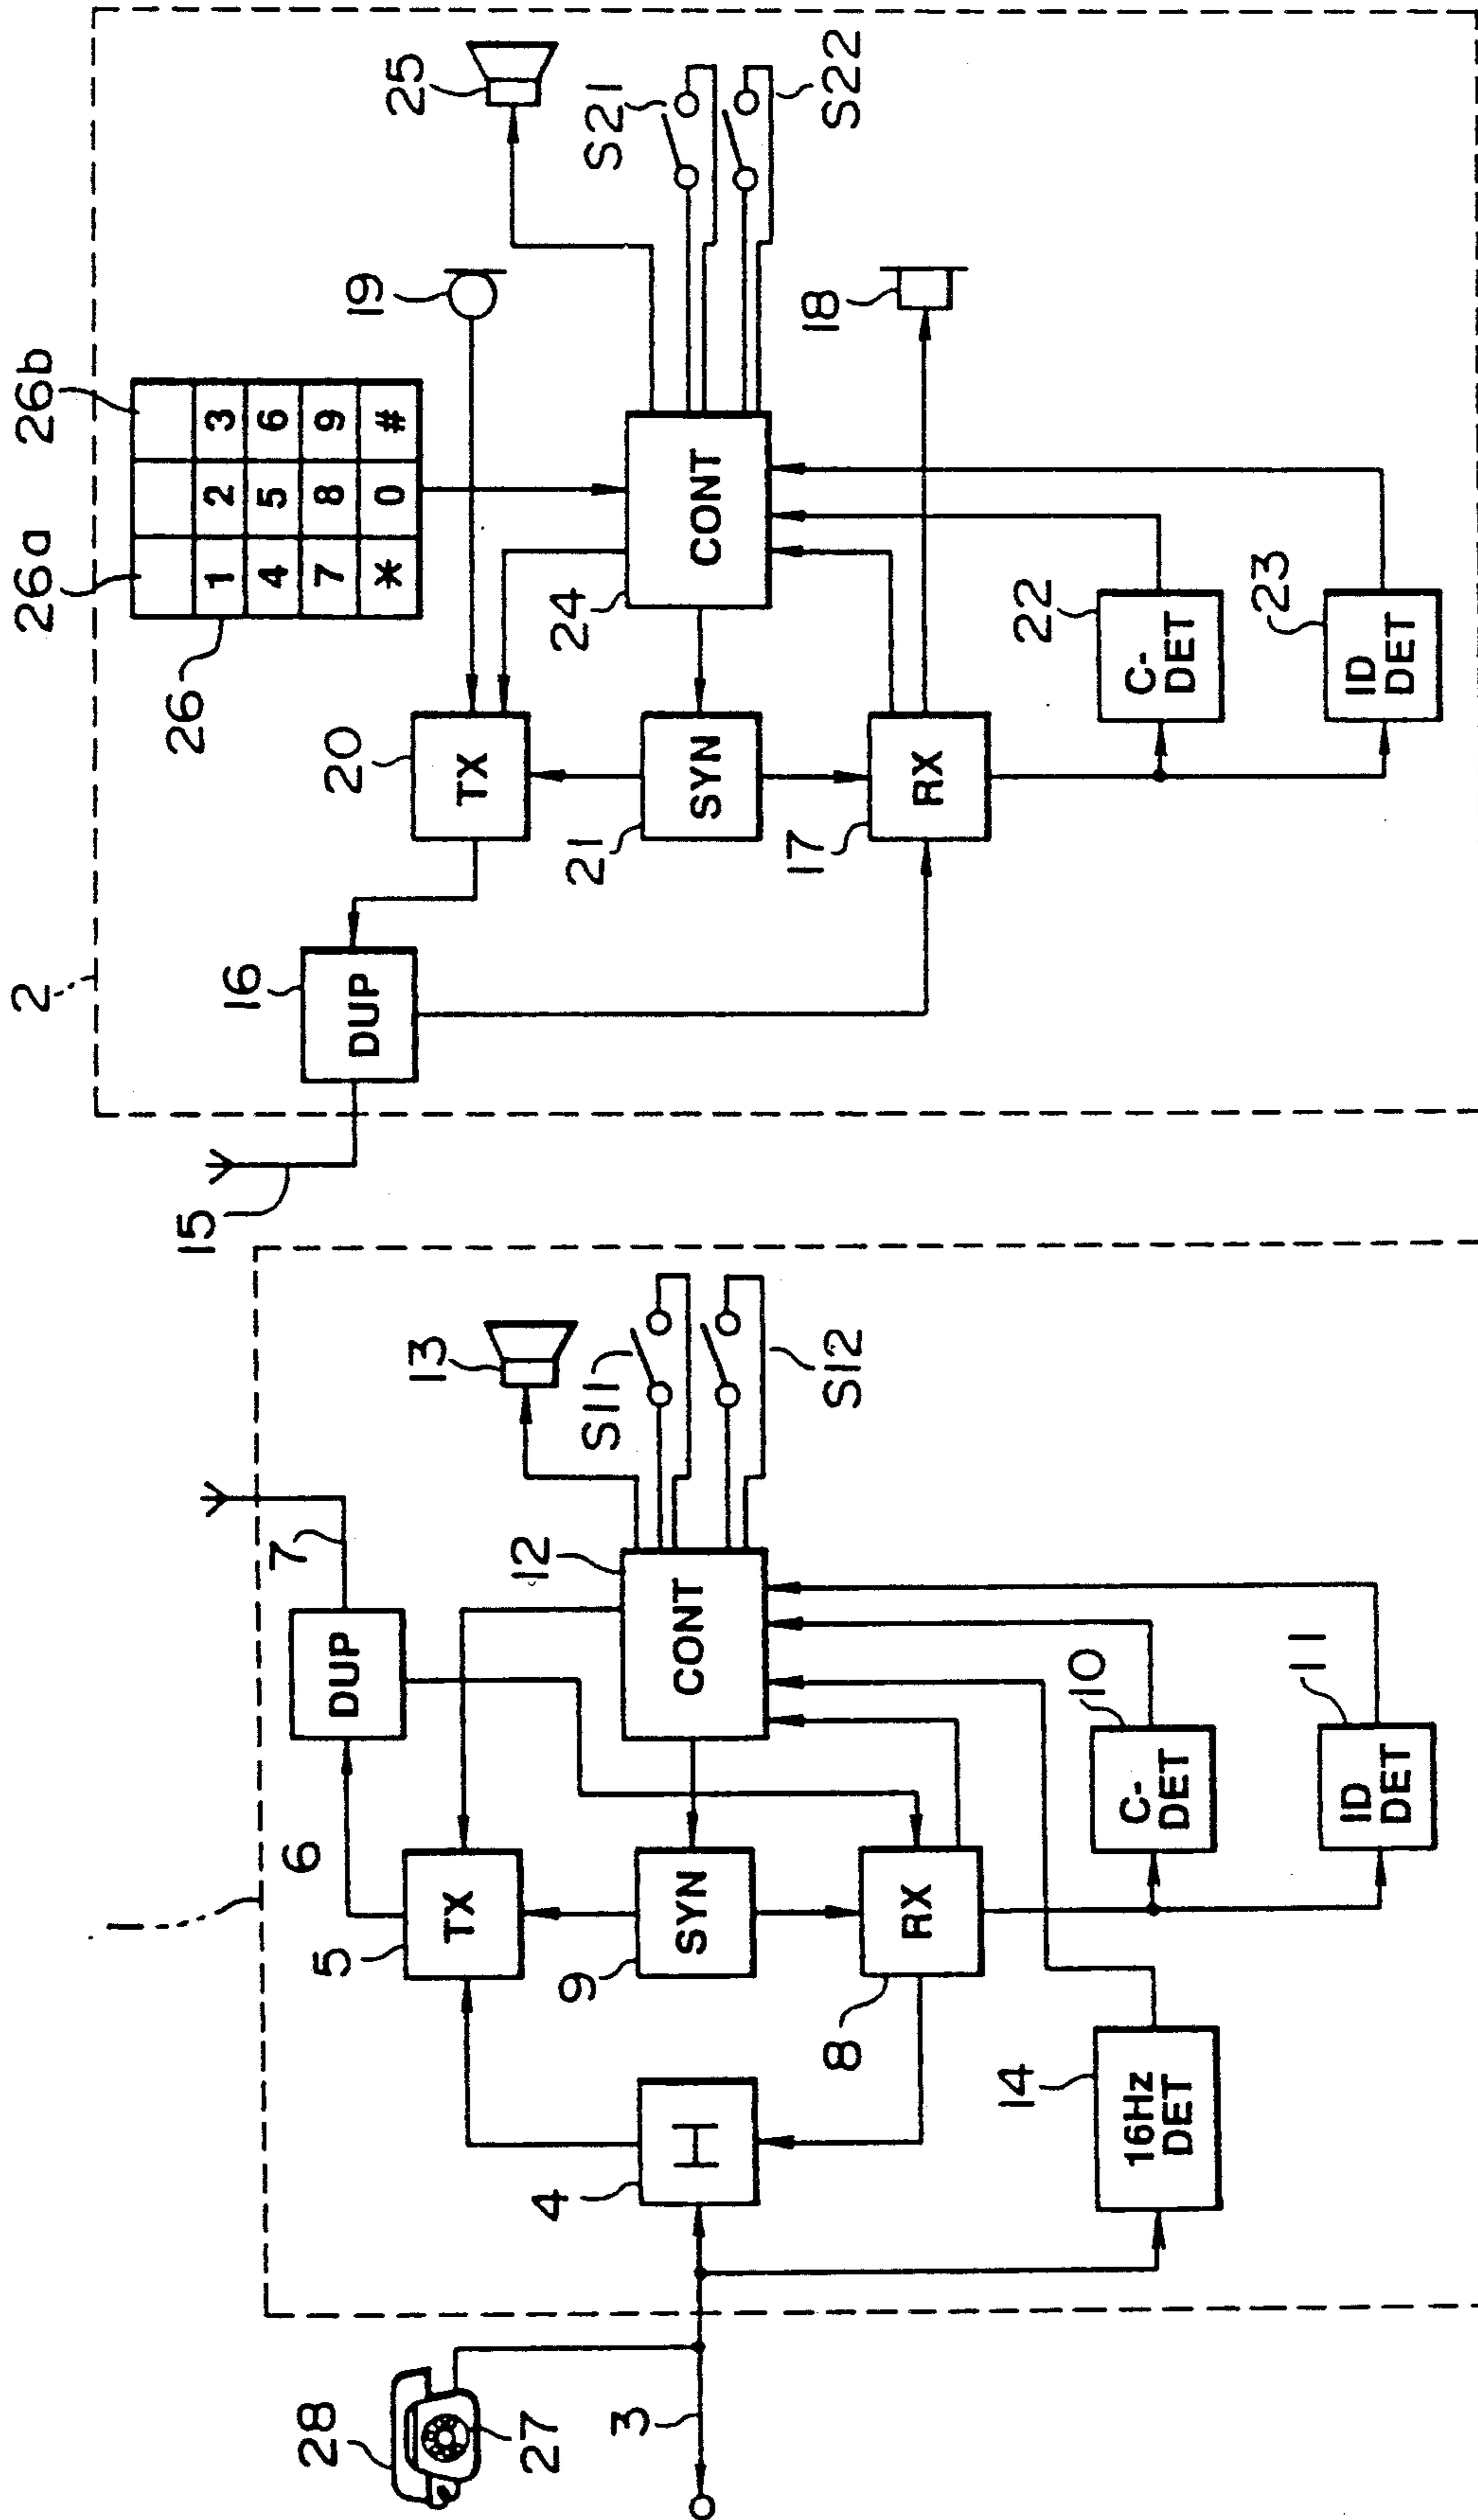 28
27
3
1
4
H
14
16Hz
DET
5
TX
6
9
SYN
8
RX
DUP
7
12
CONT
10
C-
DET
11
ID
DET
13
S11
S12
15
2
16
DUP
20
TX
21
SYN
17
RX
26
26a
26b
1
2
3
4
5
6
7
8
9
*
0
#
24
CONT
22
C-
DET
23
ID
DET
19
18
25
S21
S22